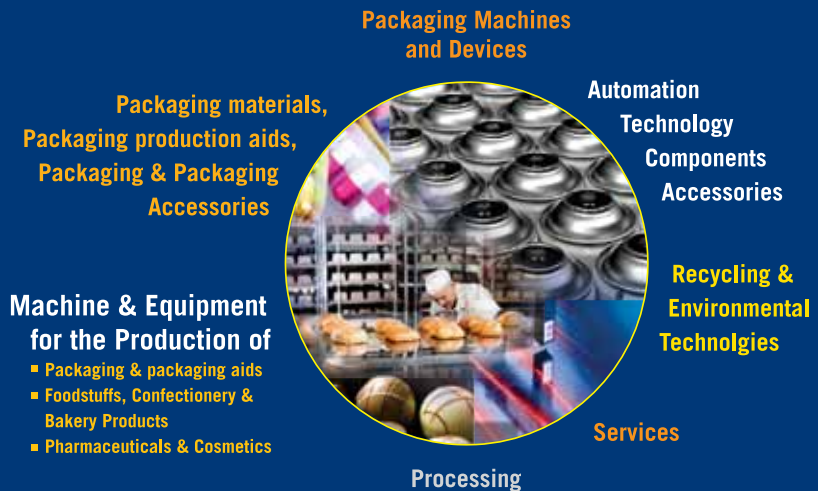 Packaging Machines
and Devices
Packaging materials,
Packaging production aids,
Packaging & Packaging
Accessories
Automation
Technology
Components
Accessories
Recycling &
Environmental
Technolgies
Machine & Equipment
for the Production of
▪ Packaging & packaging aids
▪ Foodstuffs, Confectionery &
Bakery Products
▪ Pharmaceuticals & Cosmetics
Services
Processing